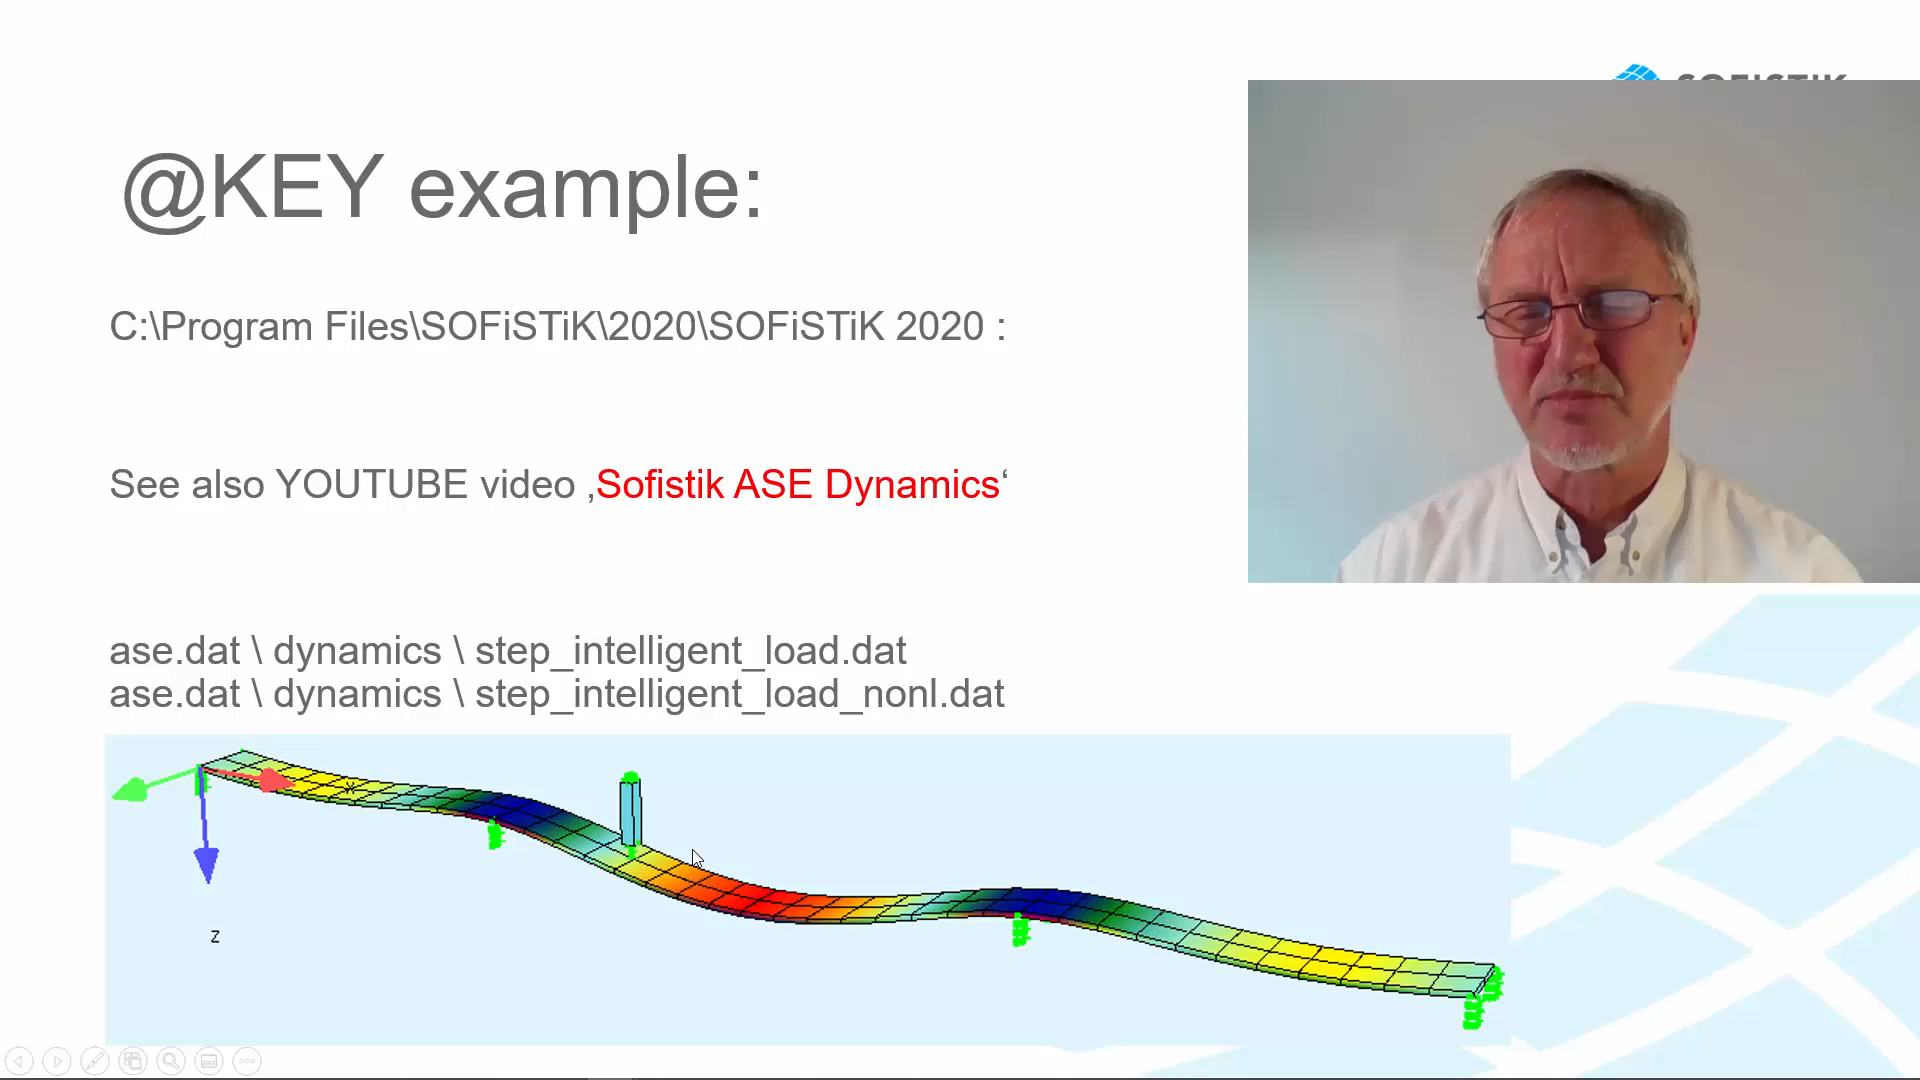 SOFiSTiK
@KEY example:
C:\Program Files\SOFiSTiK\2020\SOFiSTiK 2020 :
See also YOUTUBE video ‚Sofistik ASE Dynamics‘
ase.dat \ dynamics \ step_intelligent_load.dat
ase.dat \ dynamics \ step_intelligent_load_nonl.dat
X
Z